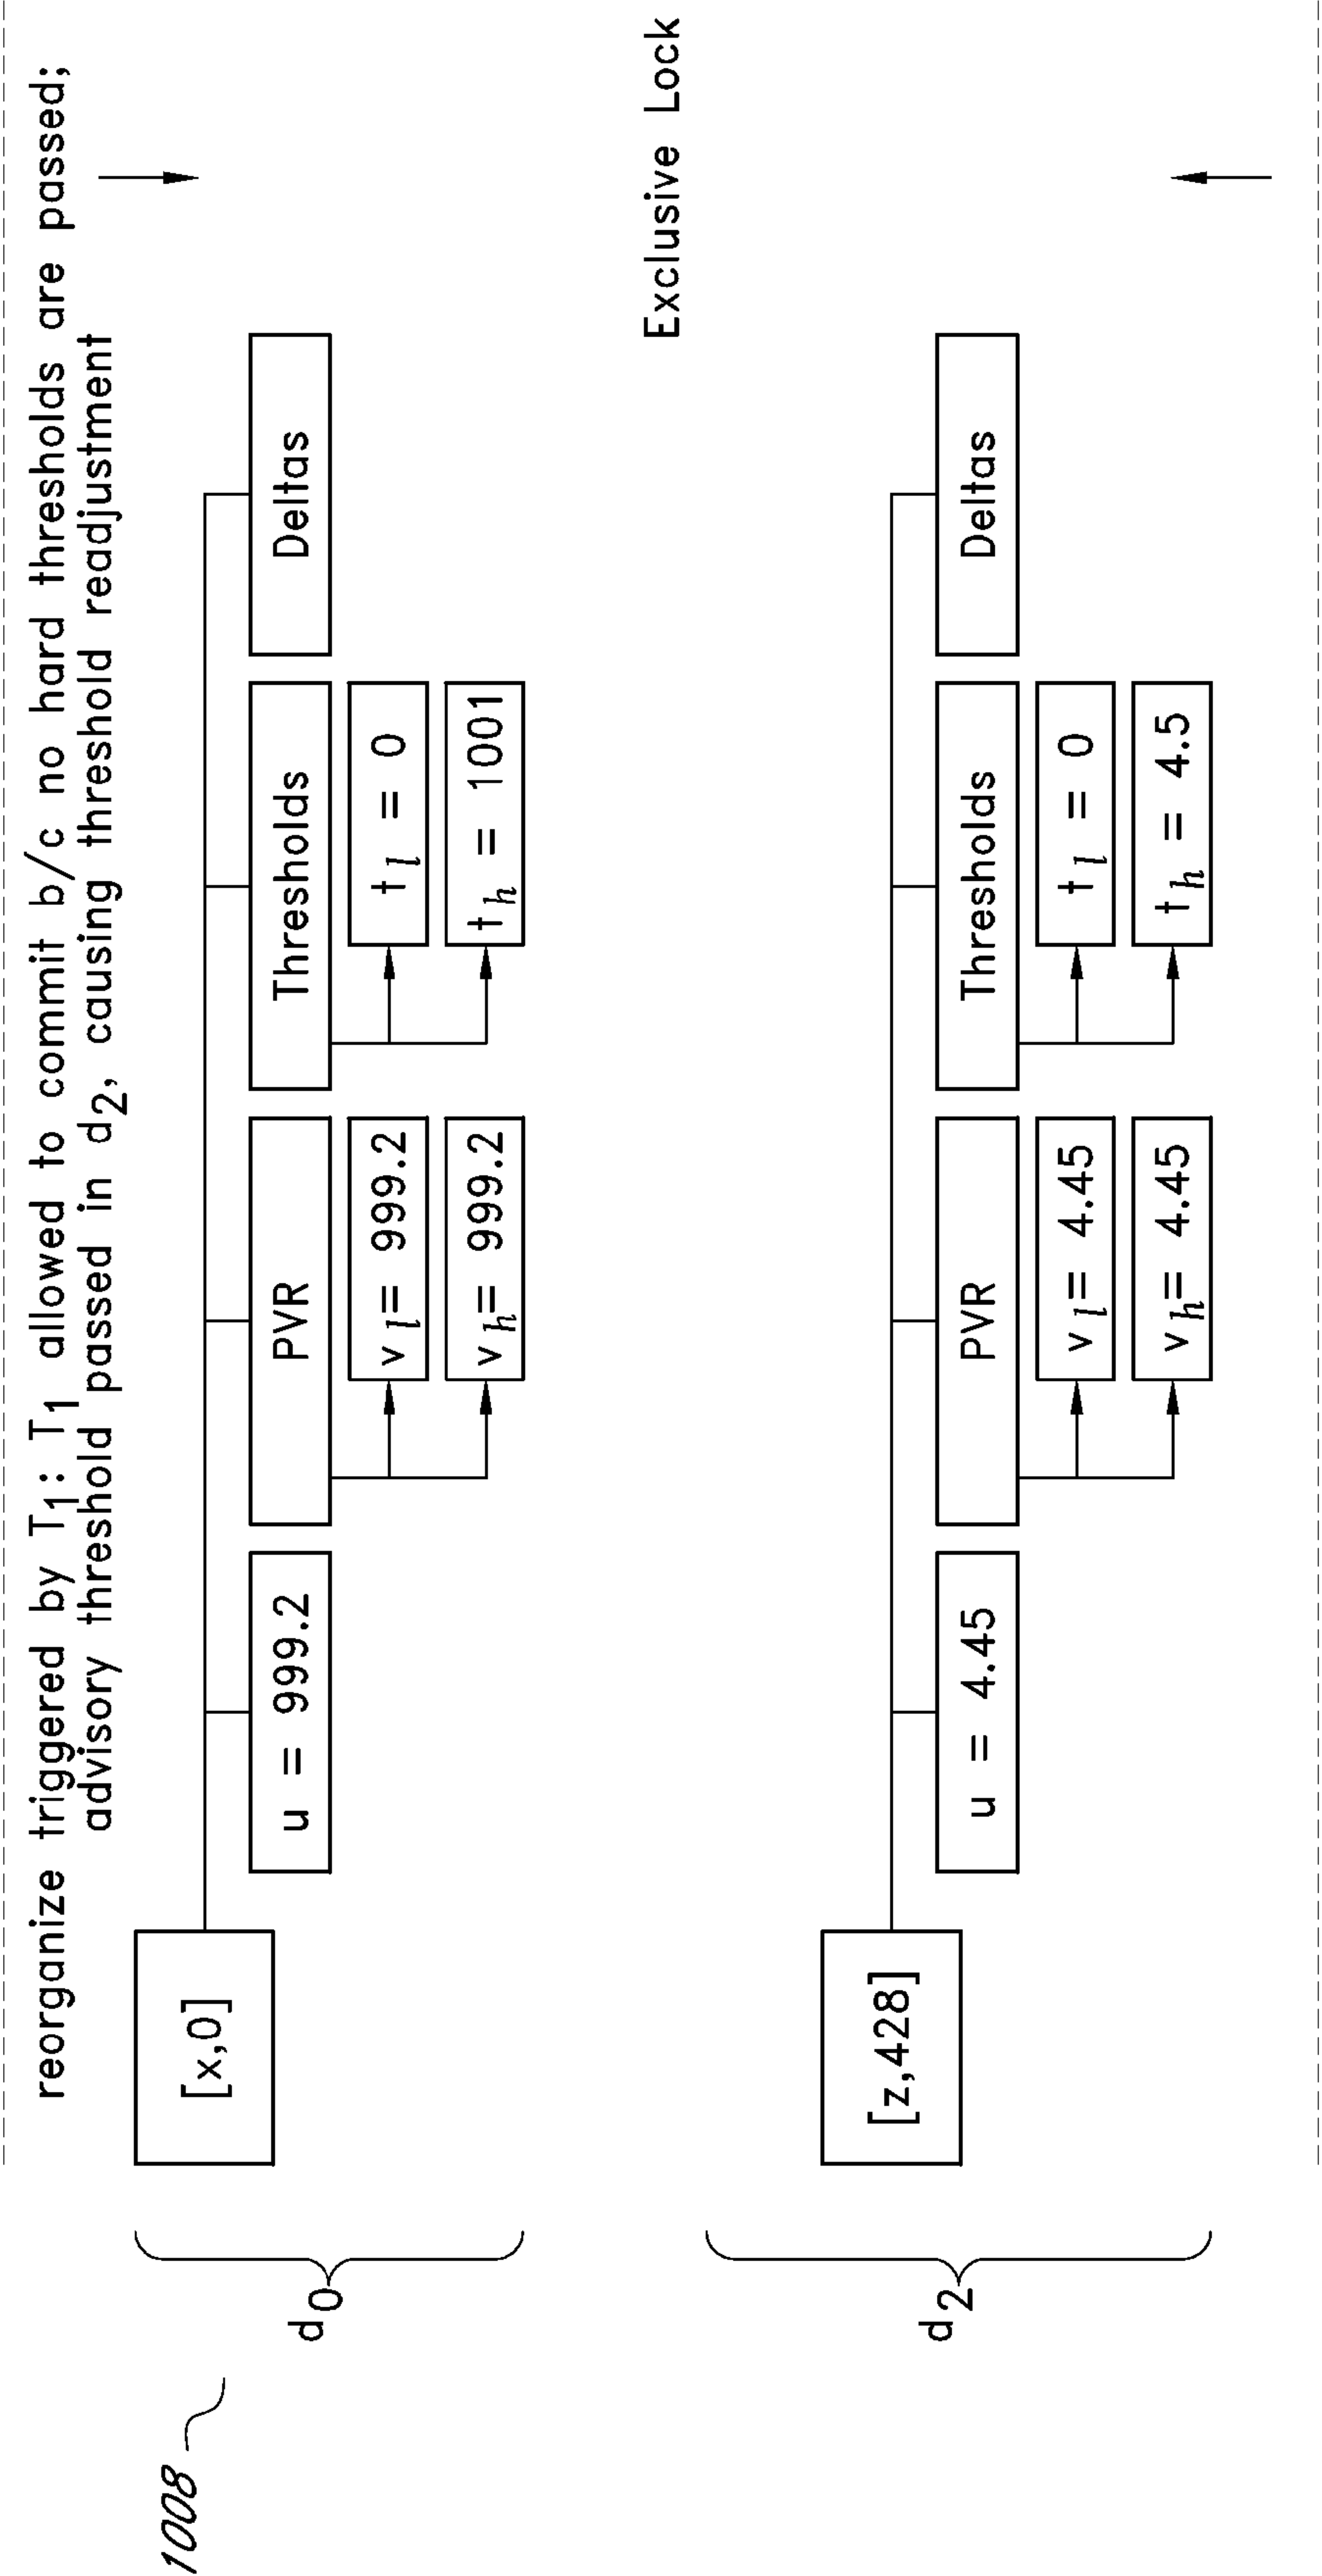 reorganize triggered by T1: T1 allowed to commit b/c no hard thresholds are passed;
advisory threshold passed in d2, causing threshold readjustment
1008
d0
[x,0]
u = 999.2
PVR
Thresholds
Deltas
vl= 999.2
tl = 0
vh= 999.2
th = 1001
Exclusive Lock
d2
[z,428]
u = 4.45
PVR
Thresholds
Deltas
vl= 4.45
tl = 0
vh= 4.45
th = 4.5